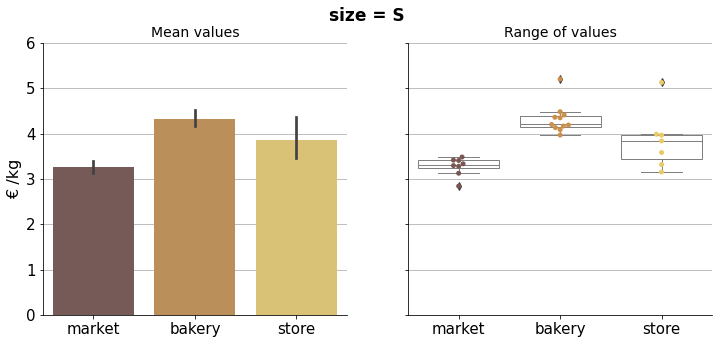 size = S
Mean values
Range of values
€ /kg
6
5
4
3
2
1
0
market bakery store
market bakery store